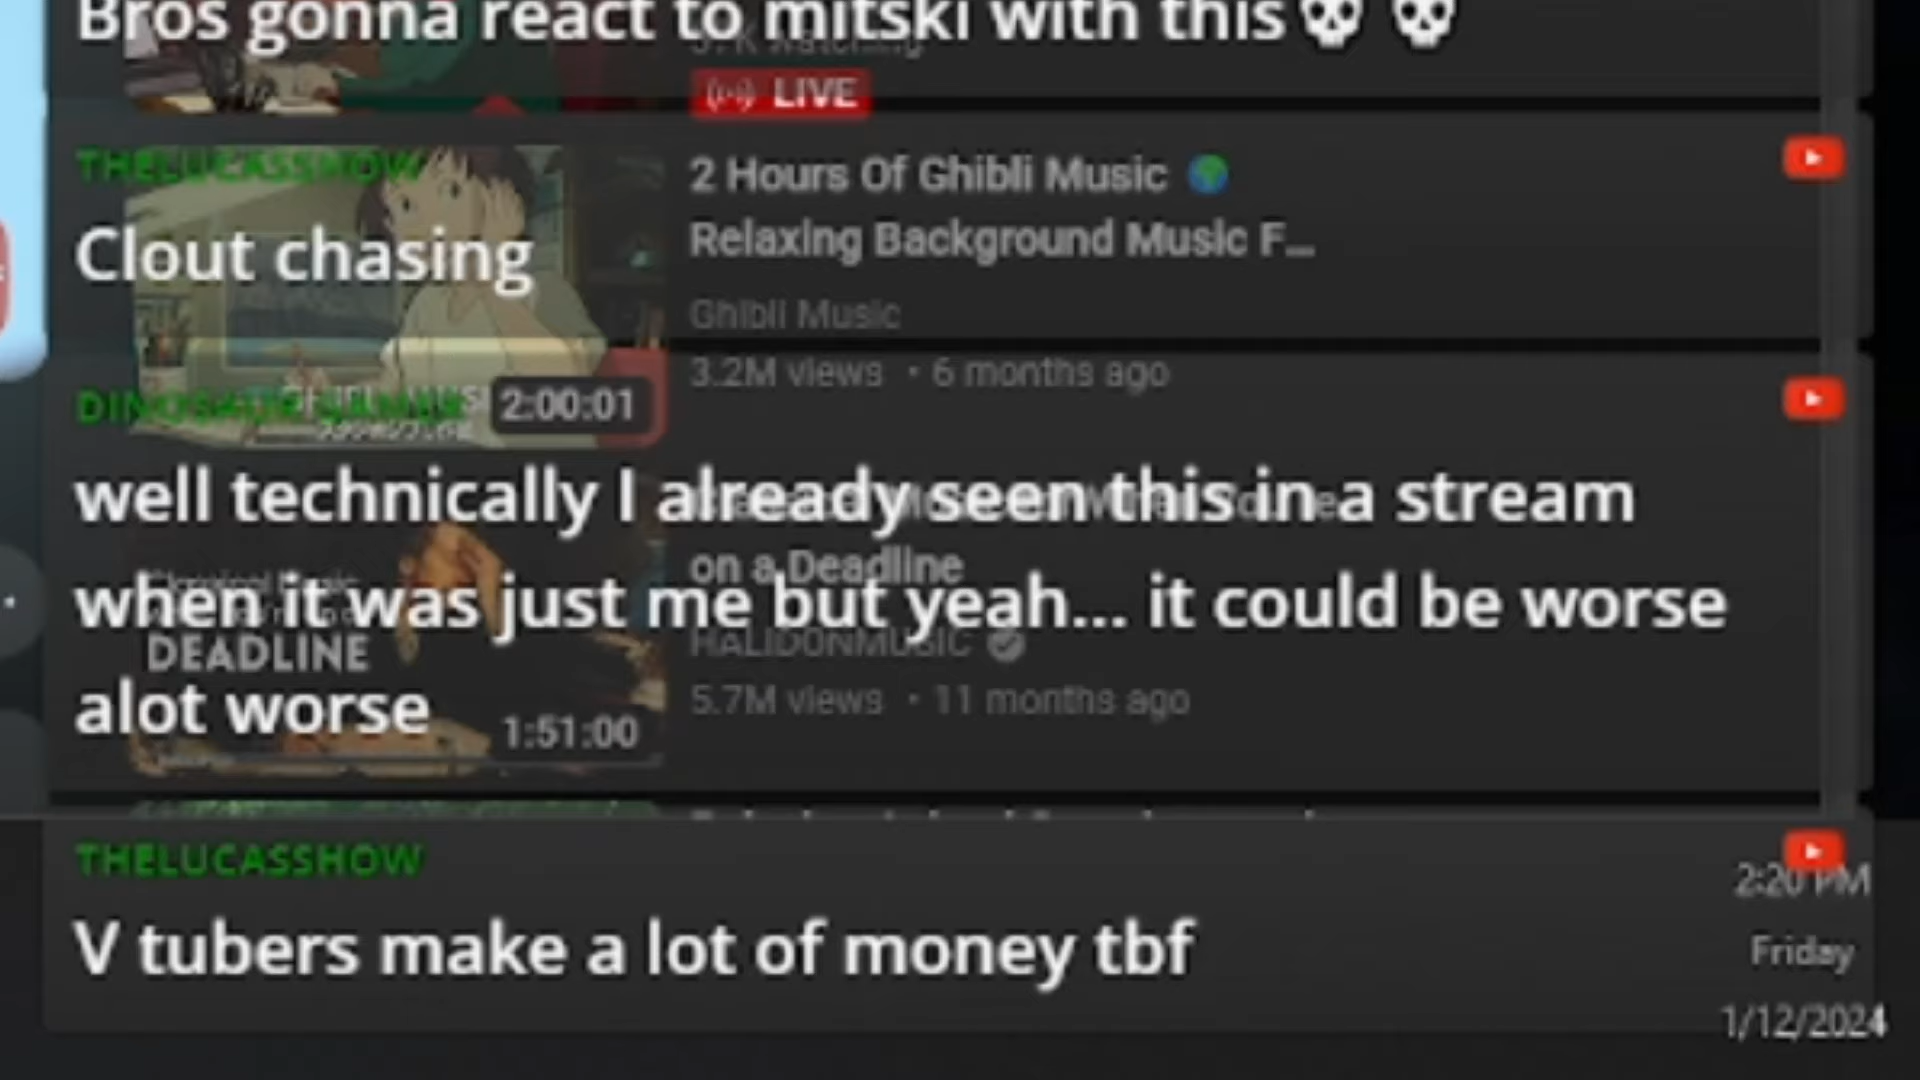 Bros gonna react to mitski with this💀 💀
LIVE
THELUCASSHOW
2 Hours Of Ghibli Music 🌍
Relaxing Background Music F...
Clout chasing
Ghibli Music
3.2M views • 6 months ago
2:00:01
well technically I already seen this in a stream
on a Deadline
when it was just me but yeah... it could be worse
HALIDONMUSIC
DEADLINE
5.7M views • 11 months ago
alot worse
1:51:00
THELUCASSHOW
2:20 PM
V tubers make a lot of money tbf
Friday
1/12/2024